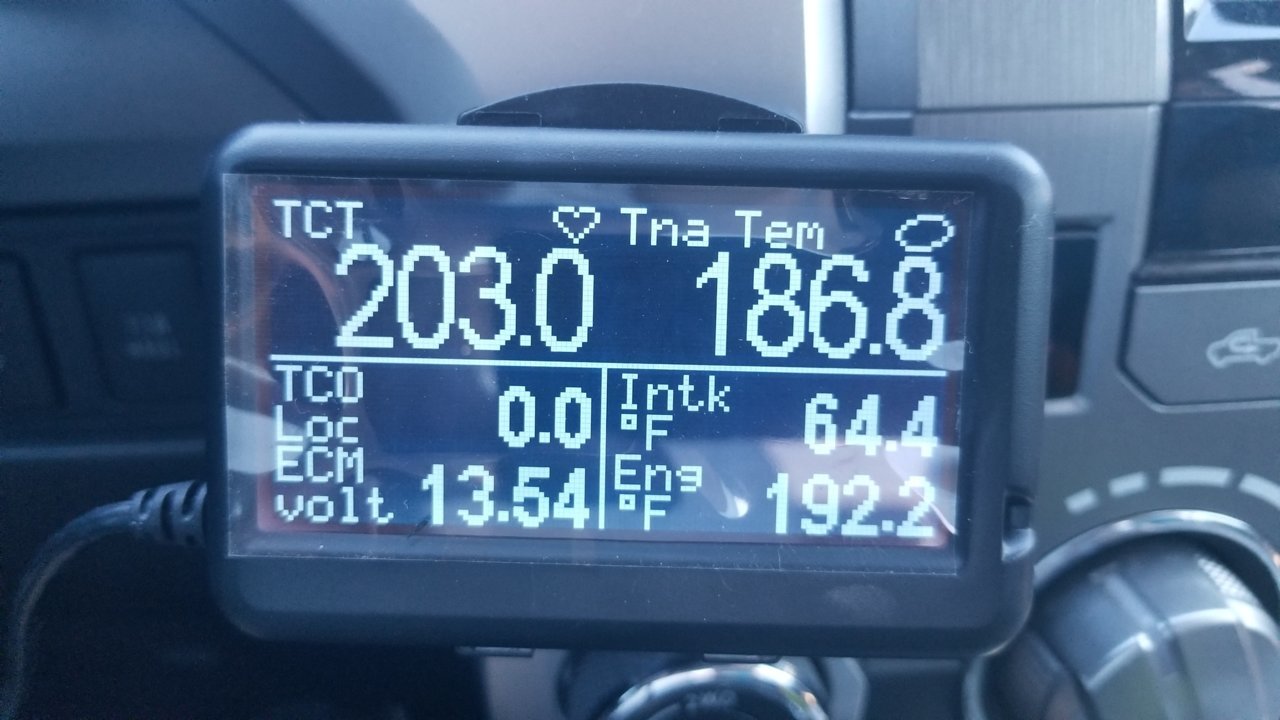 TCT Tna Tem
203.0 186.8
TCO
Loc 0.0
Intk
°F 64.4
ECM
volt 13.54
Eng
°F 192.2